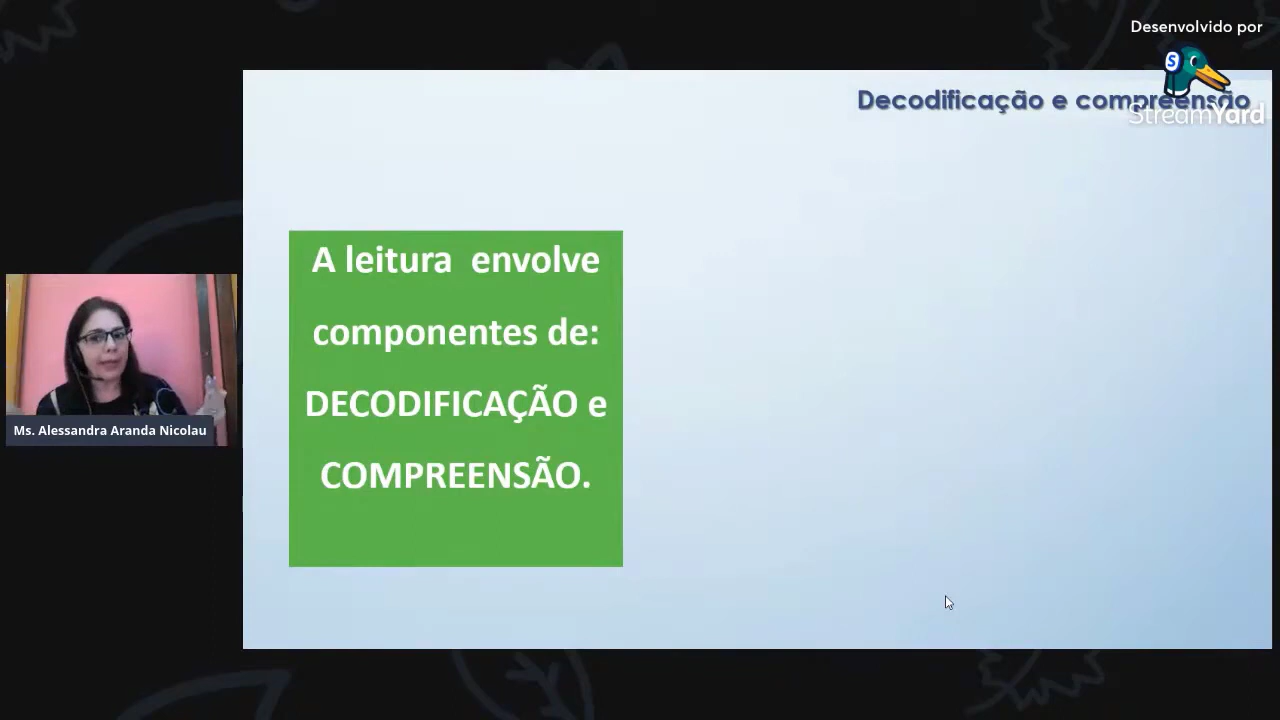 Desenvolvido por
S
StreamYard
Decodificação e compreensão
A leitura envolve
componentes de:
DECODIFICAÇÃO e
COMPREENSÃO.
Ms. Alessandra Aranda Nicolau